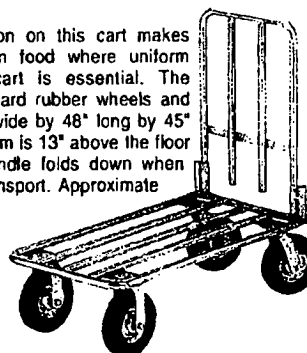 on on this cart makes
n food where uniform
cart is essential. The
ard rubber wheels and
wide by 48" long by 45"
m is 13" above the floor
ndle folds down when
nsport. Approximate